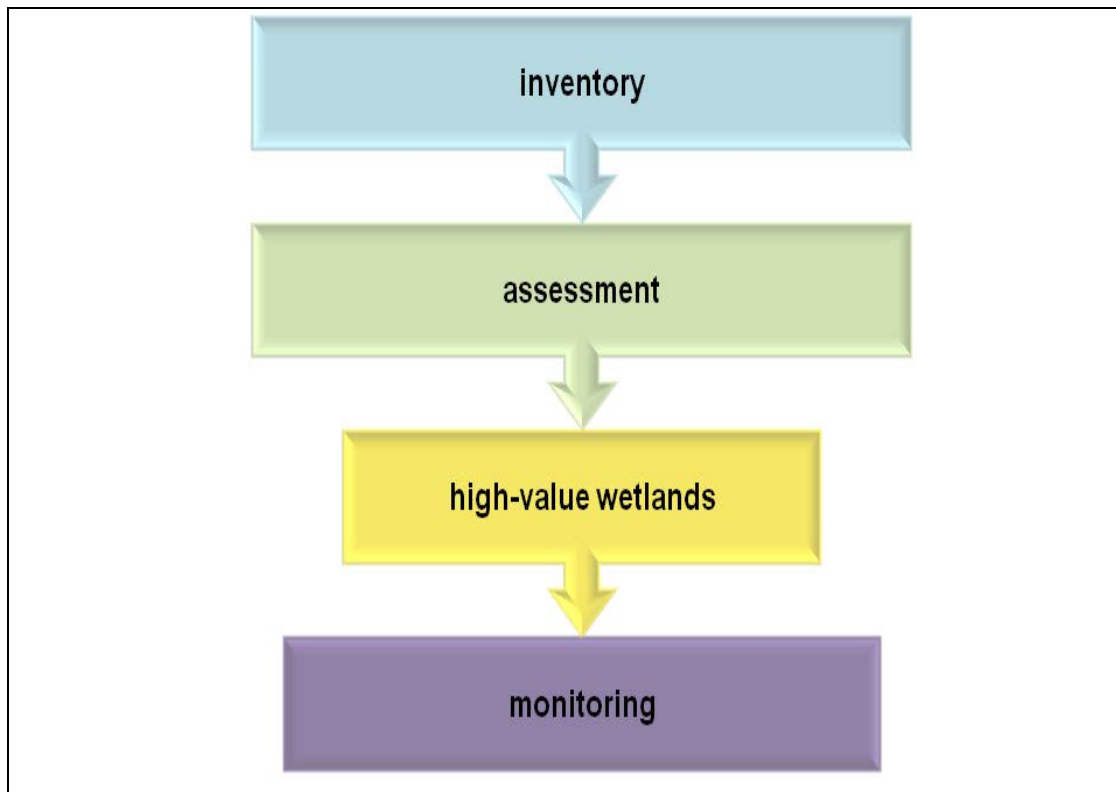 inventory
assessment
high-value wetlands
monitoring